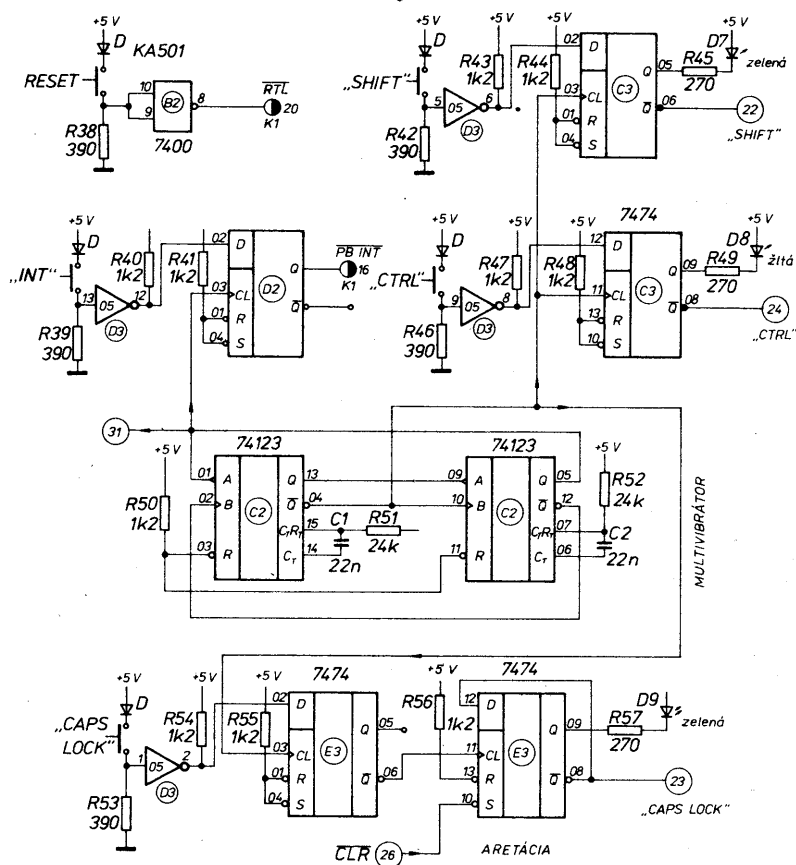 +5 V
D KA501
RESET
10
9
B2
8
RTL
20
K1
R38
390
7400
+5 V
D
„SHIFT"
5
05
6
D3
R42
390
+5 V
R43
1k2
R44
1k2
02
03
01
04
D
CL
R
S
C3
Q
Q
05
06
R45
270
+5 V
D7
zelená
22
„SHIFT"
+5 V
D
„INT"
13
05
12
D3
R39
390
R40
1k2
+5 V
R41
1k2
02
03
01
04
D
CL
R
S
D2
Q
Q
PB INT
16
K1
+5 V
D
„CTRL"
9
05
8
D3
R46
390
+5 V
R47
1k2
+5 V
R48
1k2
7474
12
11
13
10
D
CL
R
S
C3
Q
Q
09
08
R49
270
+5 V
D8
žltá
24
„CTRL"
31
+5 V
R50
1k2
74123
01
02
03
A
B
R
C2
Q
Q
CTRT
CT
13
04
15
14
C1
22n
R51
24k
74123
09
10
11
A
B
R
C2
Q
Q
CTRT
CT
05
12
07
06
+5 V
R52
24k
C2
22n
MULTIVIBRÁTOR
+5 V
D
„CAPS
LOCK"
1
05
2
D3
R53
390
+5 V
R54
1k2
+5 V
R55
1k2
7474
02
03
01
04
D
CL
R
S
E3
Q
Q
05
06
+5 V
R56
1k2
7474
12
11
13
10
D
CL
R
S
E3
Q
Q
09
08
R57
270
D9
zelená
23
„CAPS LOCK"
CLR 26
ARETÁCIA